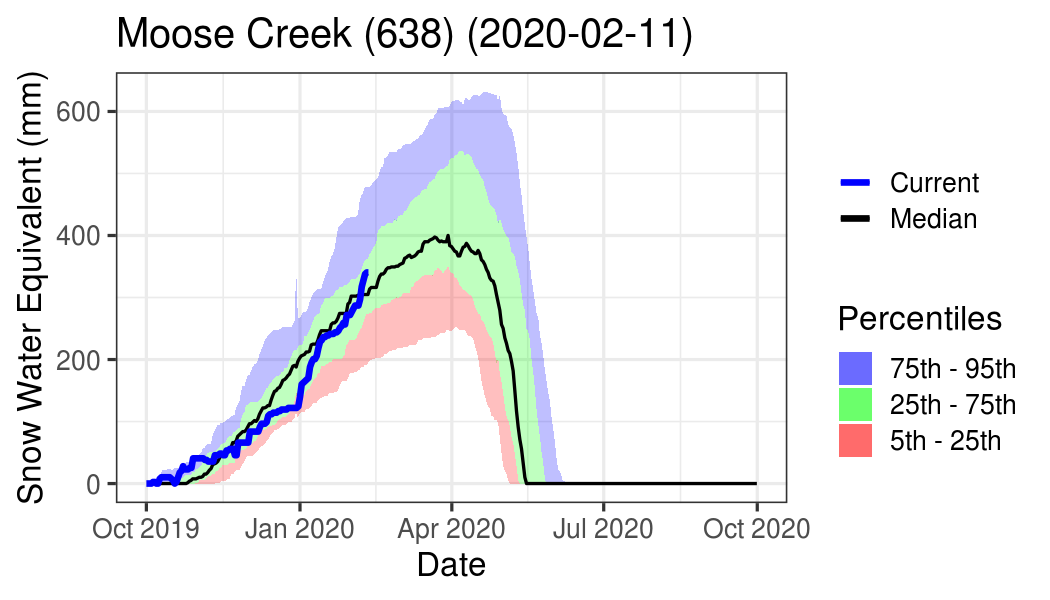 Moose Creek (638) (2020-02-11)
Snow Water Equivalent (mm)
600
400
200
0
Oct 2019 Jan 2020 Apr 2020 Jul 2020 Oct 2020
Date
Current
Median
Percentiles
75th - 95th
25th - 75th
5th - 25th